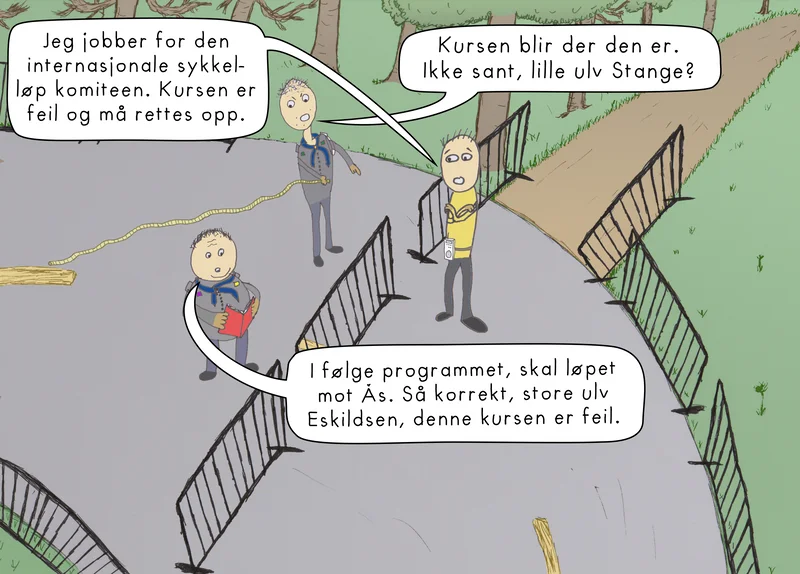 Jeg jobber for den
internasjonale sykkel-
løp komiteen. Kursen er
feil og må rettes opp.
Kursen blir der den er.
Ikke sant, lille ulv Stange?
I følge programmet, skal løpet
mot Ås. Så korrekt, store ulv
Eskildsen, denne kursen er feil.